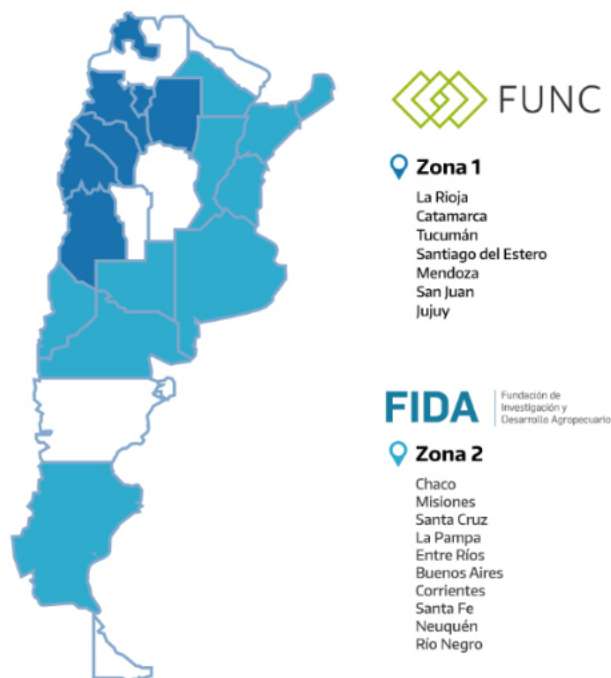 FUNC
Zona 1
La Rioja
Catamarca
Tucumán
Santiago del Estero
Mendoza
San Juan
Jujuy
FIDA
Fundación de
Investigación y
Desarrollo Agropecuario
Zona 2
Chaco
Misiones
Santa Cruz
La Pampa
Entre Ríos
Buenos Aires
Corrientes
Santa Fe
Neuquén
Río Negro